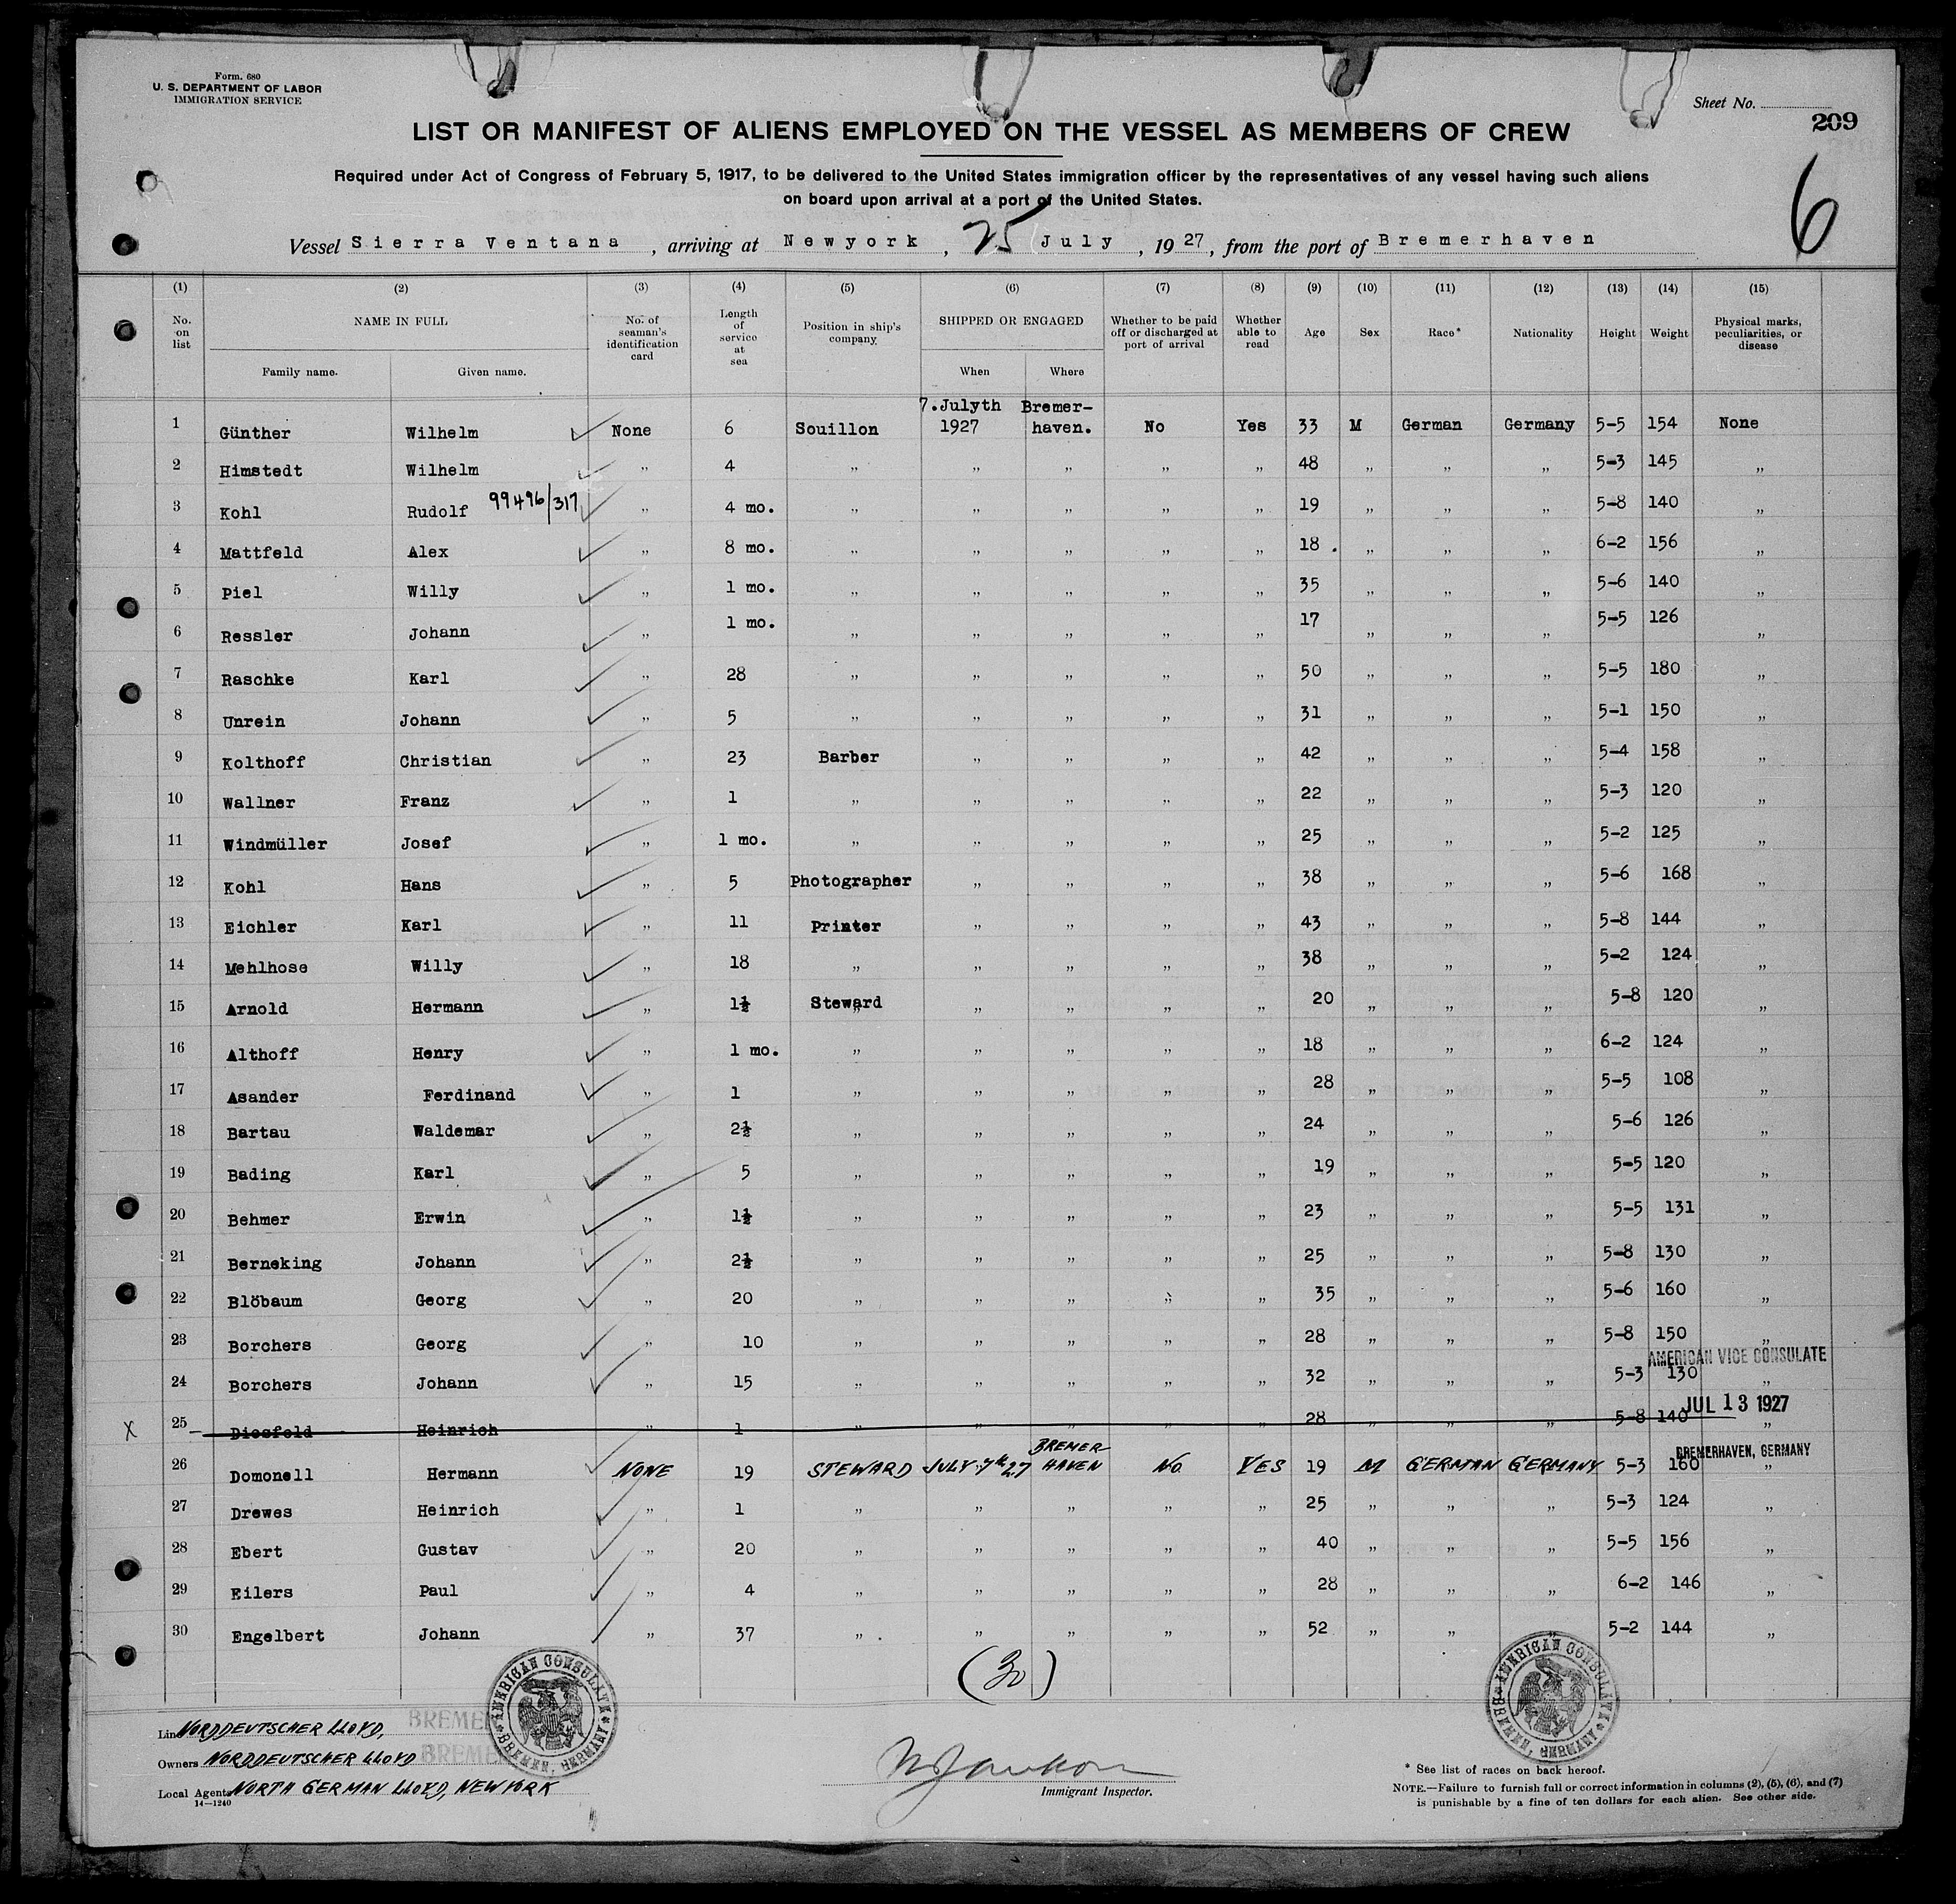 Form. 680
U. S. DEPARTMENT OF LABOR
IMMIGRATION SERVICE
Sheet No.
209
LIST OR MANIFEST OF ALIENS EMPLOYED ON THE VESSEL AS MEMBERS OF CREW
6
Required under Act of Congress of February 5, 1917, to be delivered to the United States immigration officer by the representatives of any vessel having such aliens
on board upon arrival at a port of the United States.
Vessel Sierra Ventana , arriving at Newyork , 25 July , 19 27, from the port of Bremerhaven
(1) (2) (3) (4) (5) (6) (7) (8) (9) (10) (11) (12) (13) (14) (15)
No. on list NAME IN FULL Family name. Given name. No. of seaman's identification card Length of service at sea Position in ship's company SHIPPED OR ENGAGED When Where Whether to be paid off or discharged at port of arrival Whether able to read Age Sex Race* Nationality Height Weight Physical marks, peculiarities, or disease
7.Julyth Bremer-
1 Günther Wilhelm None 6 Souillon 1927 haven. No Yes 33 M German Germany 5-5 154 None
2 Himstedt Wilhelm " 4 " " " " " 48 " " " 5-3 145 "
3 Kohl Rudolf 99496/317 " 4 mo. " " " " " 19 " " " 5-8 140 "
4 Mattfeld Alex " 8 mo. " " " " " 18 . " " " 6-2 156 "
5 Piel Willy " 1 mo. " " " " " 35 " " " 5-6 140 "
6 Ressler Johann " 1 mo. " " " " " 17 " " " 5-5 126 "
7 Raschke Karl " 28 " " " " " 50 " " " 5-5 180 "
8 Unrein Johann " 5 " " " " " 31 " " " 5-1 150 "
9 Kolthoff Christian " 23 Barber " " " " 42 " " " 5-4 158 "
10 Wallner Franz " 1 " " " " " 22 " " " 5-3 120 "
11 Windmüller Josef " 1 mo. " " " " " 25 " " " 5-2 125 "
12 Kohl Hans " 5 Photographer " " " " 38 " " " 5-6 168 "
13 Eichler Karl " 11 Printer " " " " 43 " " " 5-8 144 "
14 Mehlhose Willy " 18 " " " " " 38 " " " 5-2 124 "
15 Arnold Hermann " 1½ Steward " " " " 20 " " " 5-8 120 "
16 Althoff Henry " 1 mo. " " " " " 18 " " " 6-2 124 "
17 Asander Ferdinand " 1 " " " " " 28 " " " 5-5 108 "
18 Bartau Waldemar " 2½ " " " " " 24 " " " 5-6 126 "
19 Bading Karl " 5 " " " " " 19 " " " 5-5 120 "
20 Behmer Erwin " 1½ " " " " " 23 " " " 5-5 131 "
21 Berneking Johann " 2½ " " " " " 25 " " " 5-8 130 "
22 Blöbaum Georg " 20 " " " " " 35 " " " 5-6 160 "
23 Borchers Georg " 10 " " " " " 28 " " " 5-8 150 "
AMERICAN VICE CONSULATE
24 Borchers Johann " 15 " " " " " 32 " " " 5-3 130 "
JUL 13 1927
X 25 Diesfeld Heinrich " 1 " " " " " 28 " " " 5-8 140 "
BREMERHAVEN, GERMANY
26 Domonell Hermann NONE 19 STEWARD JULY 7th 27 BREMER HAVEN NO YES 19 M GERMAN GERMANY 5-3 160 "
27 Drewes Heinrich " 1 " " " " " 25 " " " 5-3 124 "
28 Ebert Gustav " 20 " " " " " 40 " " " 5-5 156 "
29 Eilers Paul " 4 " " " " " 28 " " " 6-2 146 "
30 Engelbert Johann " 37 " " " " " 52 " " " 5-2 144 "
(30)
AMERICAN CONSULATE BREMEN, GERMANY
AMERICAN CONSULATE BREMEN, GERMANY
Line NORDDEUTSCHER LLOYD,
Owners NORDDEUTSCHER LLOYD
Local Agents NORTH GERMAN LLOYD, NEW YORK
14—1240
Immigrant Inspector.
* See list of races on back hereof.
NOTE.—Failure to furnish full or correct information in columns (2), (5), (6), and (7)
is punishable by a fine of ten dollars for each alien. See other side.